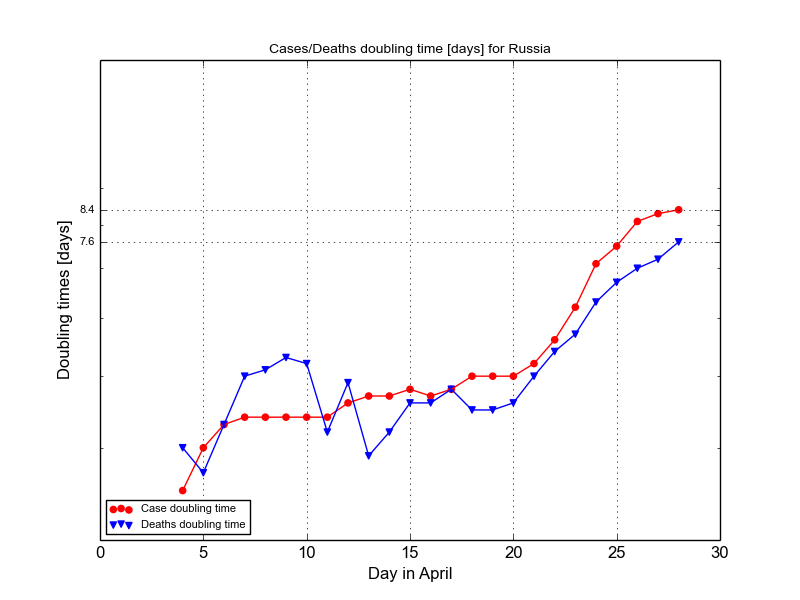 Cases/Deaths doubling time [days] for Russia
8.4
7.6
Doubling times [days]
Case doubling time
Deaths doubling time
0 5 10 15 20 25 30
Day in April